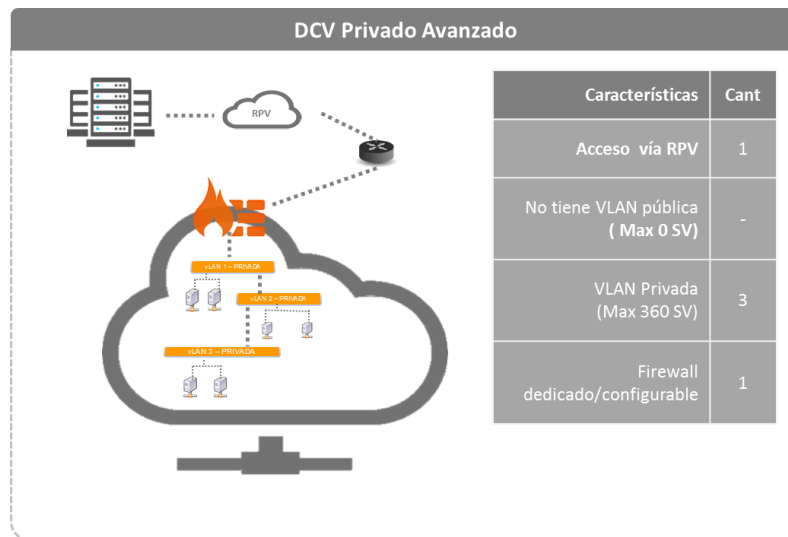 DCV Privado Avanzado
RPV
vLAN 1 – PRIVADA
vLAN 2 – PRIVADA
vLAN 3 – PRIVADA
Características Cant
Acceso vía RPV 1
No tiene VLAN pública
( Max 0 SV) -
VLAN Privada
(Max 360 SV) 3
Firewall
dedicado/configurable 1